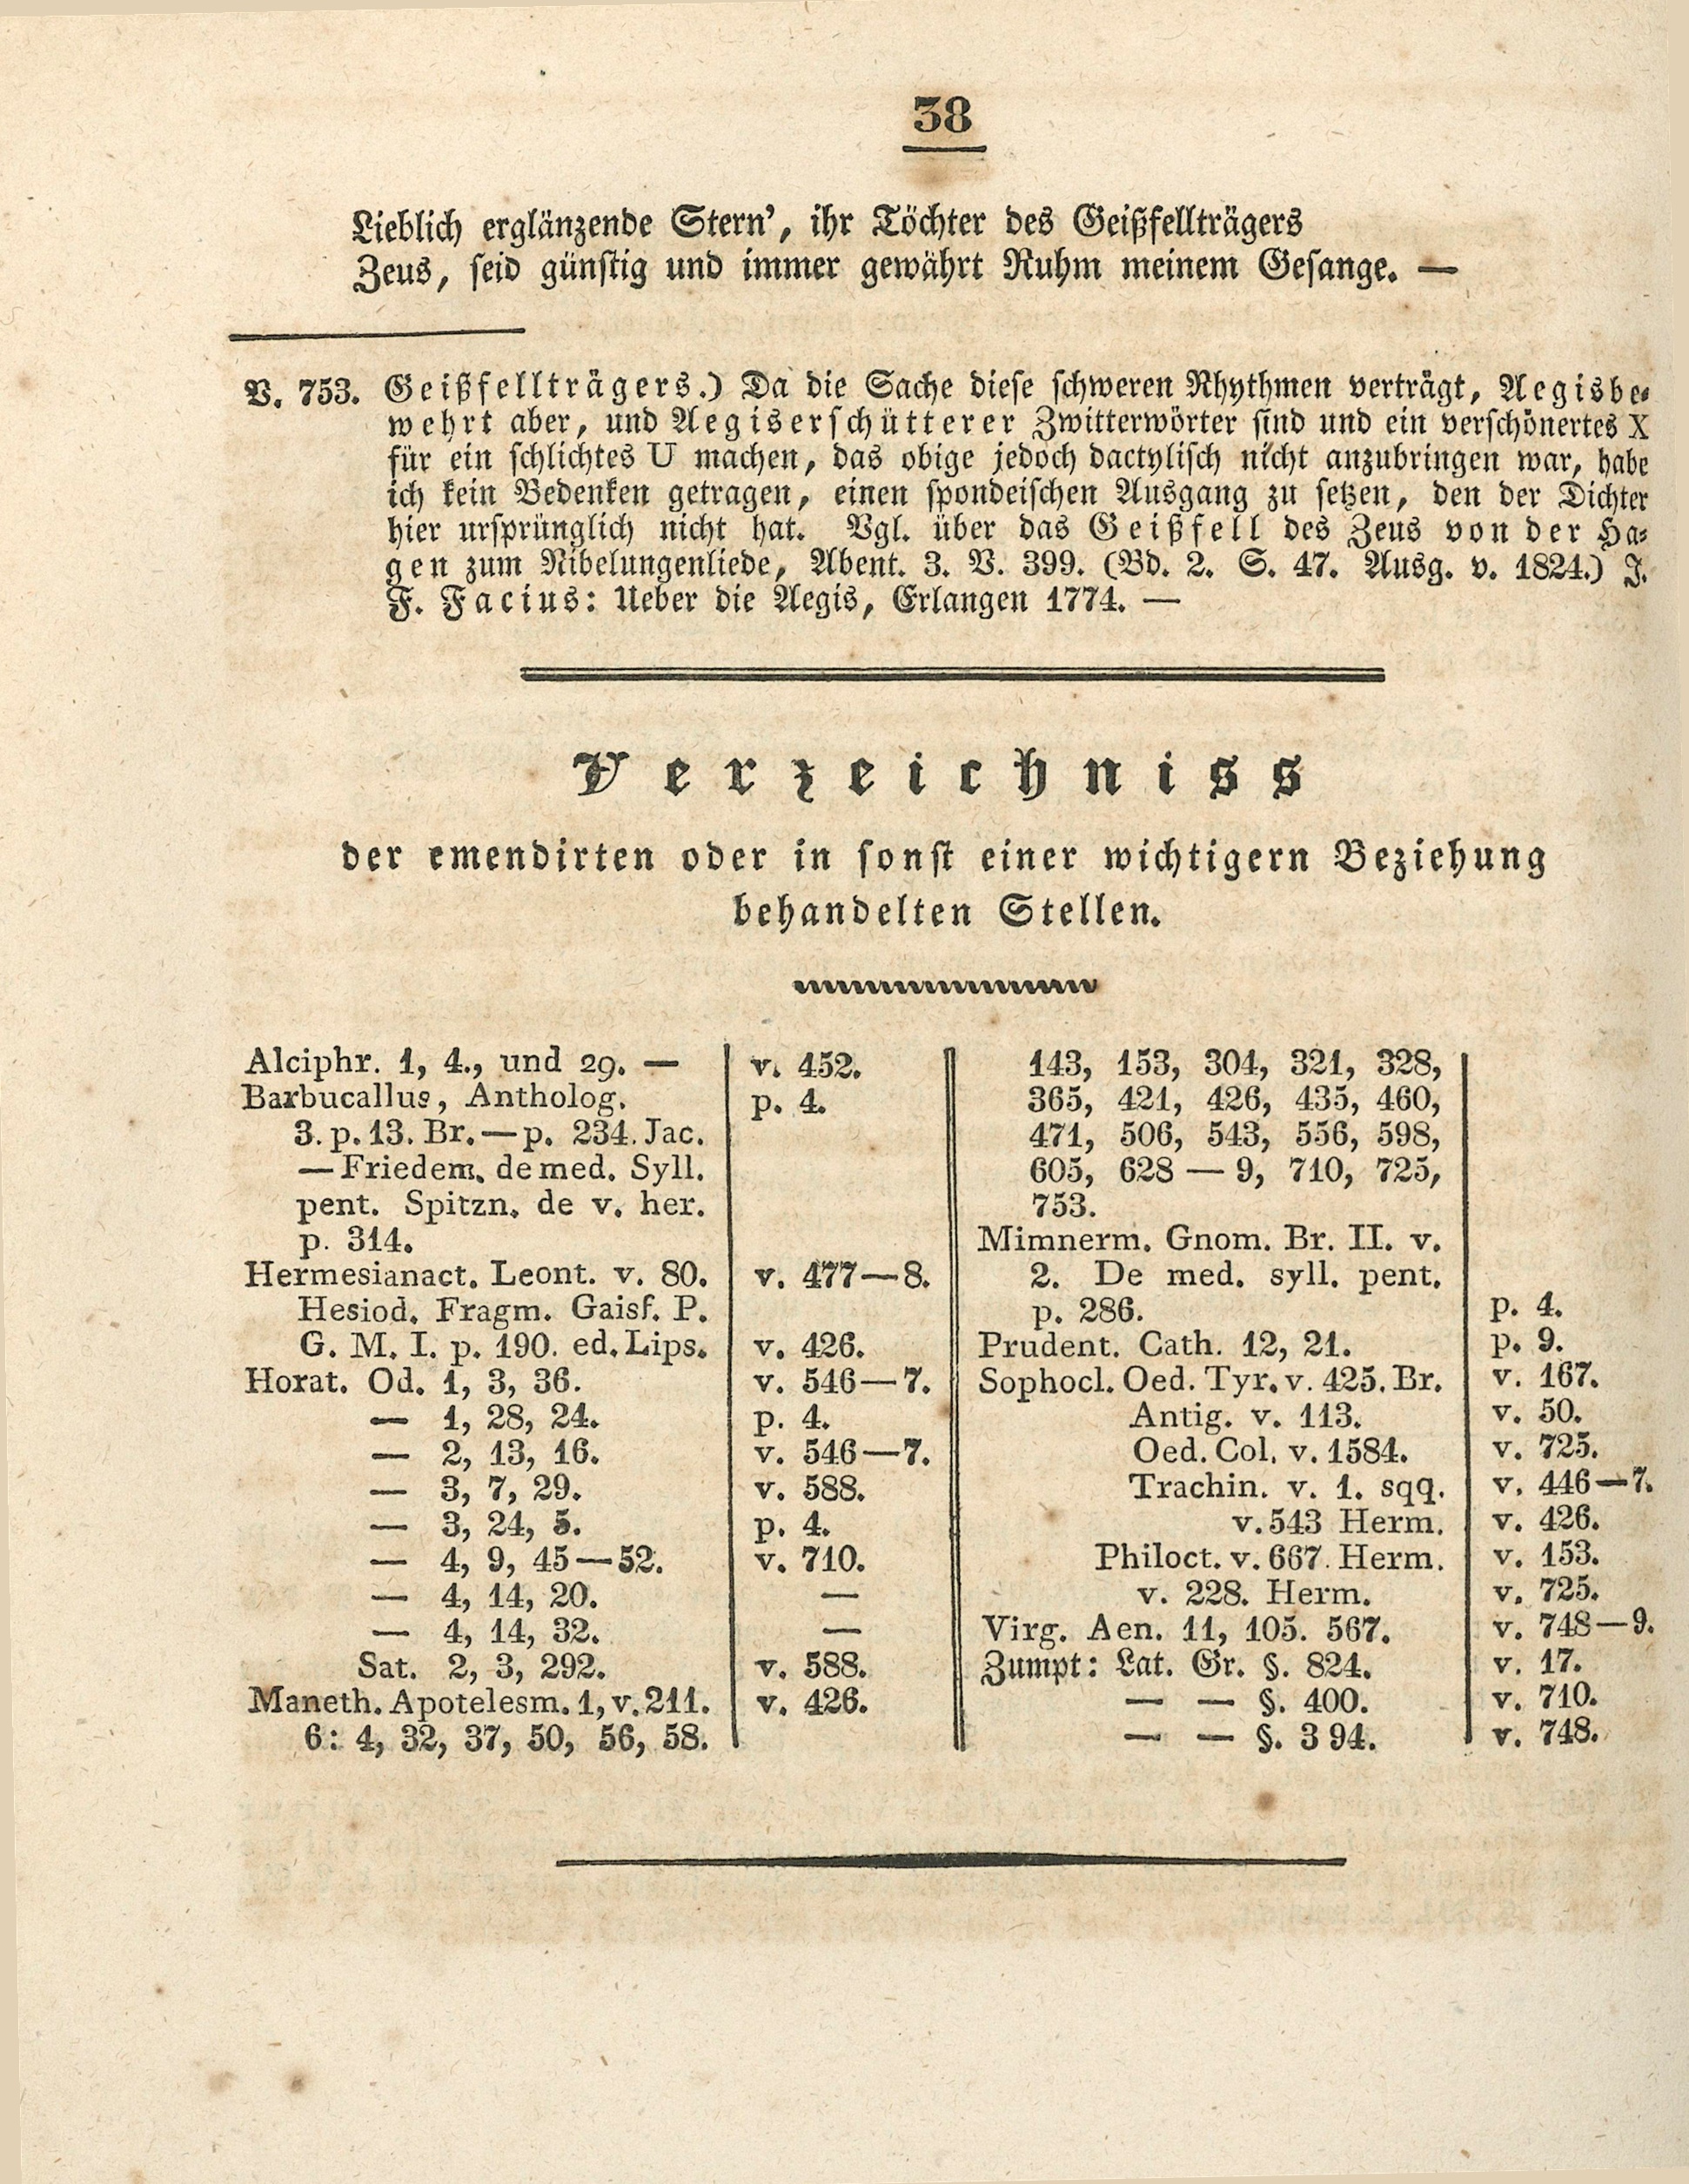 38
Lieblich erglänzende Stern’, ihr Töchter des Geißfellträgers
Zeus, seid günstig und immer gewährt Ruhm meinem Gesange. —
V. 753. Geißfellträgers.) Da die Sache diese schweren Rhythmen verträgt, Aegisbe-
wehrt aber, und Aegiserschütterer Zwitterwörter sind und ein verschönertes X
für ein schlichtes U machen, das obige jedoch dactylisch nicht anzubringen war, habe
ich kein Bedenken getragen, einen spondeischen Ausgang zu setzen, den der Dichter
hier ursprünglich nicht hat. Vgl. über das Geißfell des Zeus von der Ha-
gen zum Nibelungenliede, Abent. 3. V. 399. (Bd. 2. S. 47. Ausg. v. 1824.) J.
F. Facius: Ueber die Aegis, Erlangen 1774. —
Verzeichniss
der emendirten oder in sonst einer wichtigern Beziehung
behandelten Stellen.
Alciphr. 1, 4., und 29. — v. 452.
Barbucallus, Antholog. p. 4.
3. p. 13. Br. — p. 234. Jac.
— Friedem. de med. Syll.
pent. Spitzn. de v. her.
p. 314.
Hermesianact. Leont. v. 80. v. 477—8.
Hesiod. Fragm. Gaisf. P.
G. M. I. p. 190. ed. Lips. v. 426.
Horat. Od. 1, 3, 36. v. 546—7.
— 1, 28, 24. p. 4.
— 2, 13, 16. v. 546—7.
— 3, 7, 29. v. 588.
— 3, 24, 5. p. 4.
— 4, 9, 45—52. v. 710.
— 4, 14, 20. —
— 4, 14, 32. —
Sat. 2, 3, 292. v. 588.
Maneth. Apotelesm. 1, v. 211. v. 426.
6: 4, 32, 37, 50, 56, 58.
143, 153, 304, 321, 328,
365, 421, 426, 435, 460,
471, 506, 543, 556, 598,
605, 628 — 9, 710, 725,
753.
Mimnerm. Gnom. Br. II. v.
2. De med. syll. pent.
p. 286. p. 4.
Prudent. Cath. 12, 21. p. 9.
Sophocl. Oed. Tyr. v. 425. Br. v. 167.
Antig. v. 113. v. 50.
Oed. Col. v. 1584. v. 725.
Trachin. v. 1. sqq. v. 446—7.
v. 543 Herm. v. 426.
Philoct. v. 667. Herm. v. 153.
v. 228. Herm. v. 725.
Virg. Aen. 11, 105. 567. v. 748—9.
Zumpt: Lat. Gr. §. 824. v. 17.
— — §. 400. v. 710.
— — §. 3 94. v. 748.